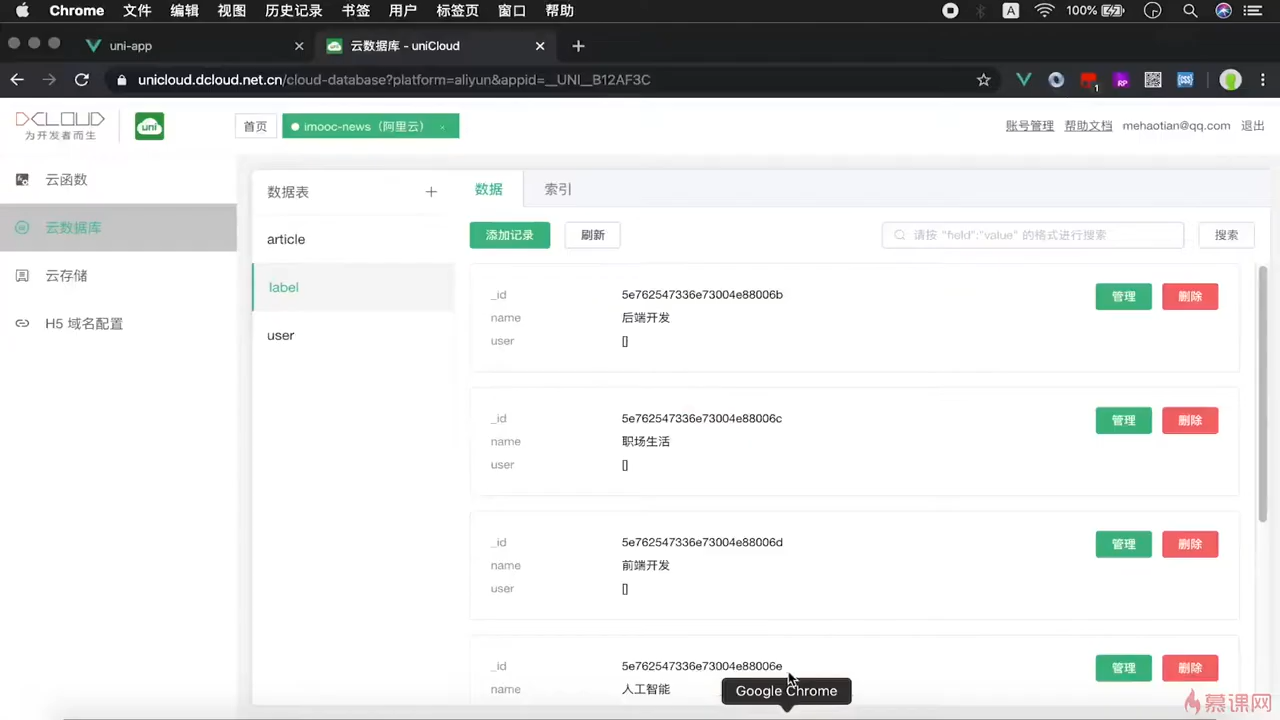 Chrome 文件 编辑 视图 历史记录 书签 用户 标签页 窗口 帮助 A 100%
uni-app × 云数据库 - uniCloud × +
unicloud.dcloud.net.cn/cloud-database?platform=aliyun&appid=__UNI__B12AF3C
DCLOUD
为开发者而生
uni
首页 imooc-news（阿里云） ×
账号管理 帮助文档 mehaotian@qq.com 退出
云函数
云数据库
云存储
H5 域名配置
数据表 +
article
label
user
数据 索引
添加记录 刷新 请按 "field":"value" 的格式进行搜索 搜索
_id 5e762547336e73004e88006b 管理 删除
name 后端开发
user []
_id 5e762547336e73004e88006c 管理 删除
name 职场生活
user []
_id 5e762547336e73004e88006d 管理 删除
name 前端开发
user []
_id 5e762547336e73004e88006e 管理 删除
name 人工智能
Google Chrome
慕课网